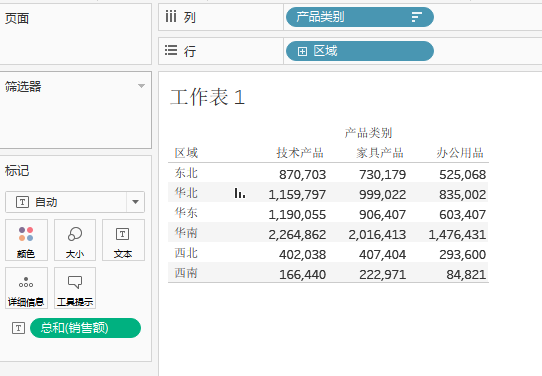 页面
列
产品类别
行
区域
筛选器
工作表 1
产品类别
区域 技术产品 家具产品 办公用品
东北 870,703 730,179 525,068
华北 1,159,797 999,022 835,002
华东 1,190,055 906,407 603,407
华南 2,264,862 2,016,413 1,476,431
西北 402,038 407,404 293,600
西南 166,440 222,971 84,821
标记
T 自动
颜色 大小 文本
详细信息 工具提示
T 总和(销售额)